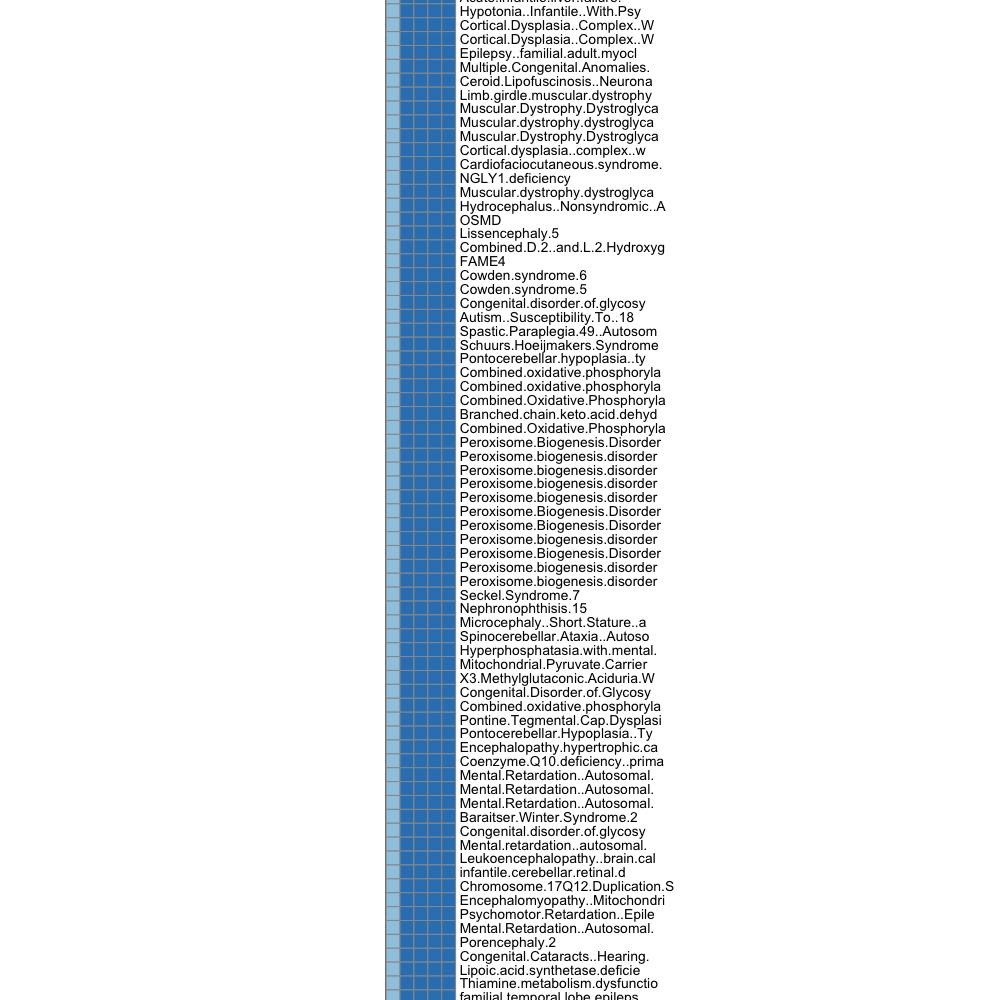 Acute.infantile.liver.failure.
Hypotonia..Infantile..With.Psy
Cortical.Dysplasia..Complex..W
Cortical.Dysplasia..Complex..W
Epilepsy..familial.adult.myocl
Multiple.Congenital.Anomalies.
Ceroid.Lipofuscinosis..Neurona
Limb.girdle.muscular.dystrophy
Muscular.Dystrophy.Dystroglyca
Muscular.dystrophy.dystroglyca
Muscular.Dystrophy.Dystroglyca
Cortical.dysplasia..complex..w
Cardiofaciocutaneous.syndrome.
NGLY1.deficiency
Muscular.dystrophy.dystroglyca
Hydrocephalus..Nonsyndromic..A
OSMD
Lissencephaly.5
Combined.D.2..and.L.2.Hydroxyg
FAME4
Cowden.syndrome.6
Cowden.syndrome.5
Congenital.disorder.of.glycosy
Autism..Susceptibility.To..18
Spastic.Paraplegia.49..Autosom
Schuurs.Hoeijmakers.Syndrome
Pontocerebellar.hypoplasia..ty
Combined.oxidative.phosphoryla
Combined.oxidative.phosphoryla
Combined.Oxidative.Phosphoryla
Branched.chain.keto.acid.dehyd
Combined.Oxidative.Phosphoryla
Peroxisome.Biogenesis.Disorder
Peroxisome.biogenesis.disorder
Peroxisome.biogenesis.disorder
Peroxisome.biogenesis.disorder
Peroxisome.biogenesis.disorder
Peroxisome.Biogenesis.Disorder
Peroxisome.Biogenesis.Disorder
Peroxisome.biogenesis.disorder
Peroxisome.Biogenesis.Disorder
Peroxisome.biogenesis.disorder
Peroxisome.biogenesis.disorder
Seckel.Syndrome.7
Nephronophthisis.15
Microcephaly..Short.Stature..a
Spinocerebellar.Ataxia..Autoso
Hyperphosphatasia.with.mental.
Mitochondrial.Pyruvate.Carrier
X3.Methylglutaconic.Aciduria.W
Congenital.Disorder.of.Glycosy
Combined.oxidative.phosphoryla
Pontine.Tegmental.Cap.Dysplasi
Pontocerebellar.Hypoplasia..Ty
Encephalopathy.hypertrophic.ca
Coenzyme.Q10.deficiency..prima
Mental.Retardation..Autosomal.
Mental.Retardation..Autosomal.
Mental.Retardation..Autosomal.
Baraitser.Winter.Syndrome.2
Congenital.disorder.of.glycosy
Mental.retardation..autosomal.
Leukoencephalopathy..brain.cal
infantile.cerebellar.retinal.d
Chromosome.17Q12.Duplication.S
Encephalomyopathy..Mitochondri
Psychomotor.Retardation..Epile
Mental.Retardation..Autosomal.
Porencephaly.2
Congenital.Cataracts..Hearing.
Lipoic.acid.synthetase.deficie
Thiamine.metabolism.dysfunctio
familial.temporal.lobe.epileps